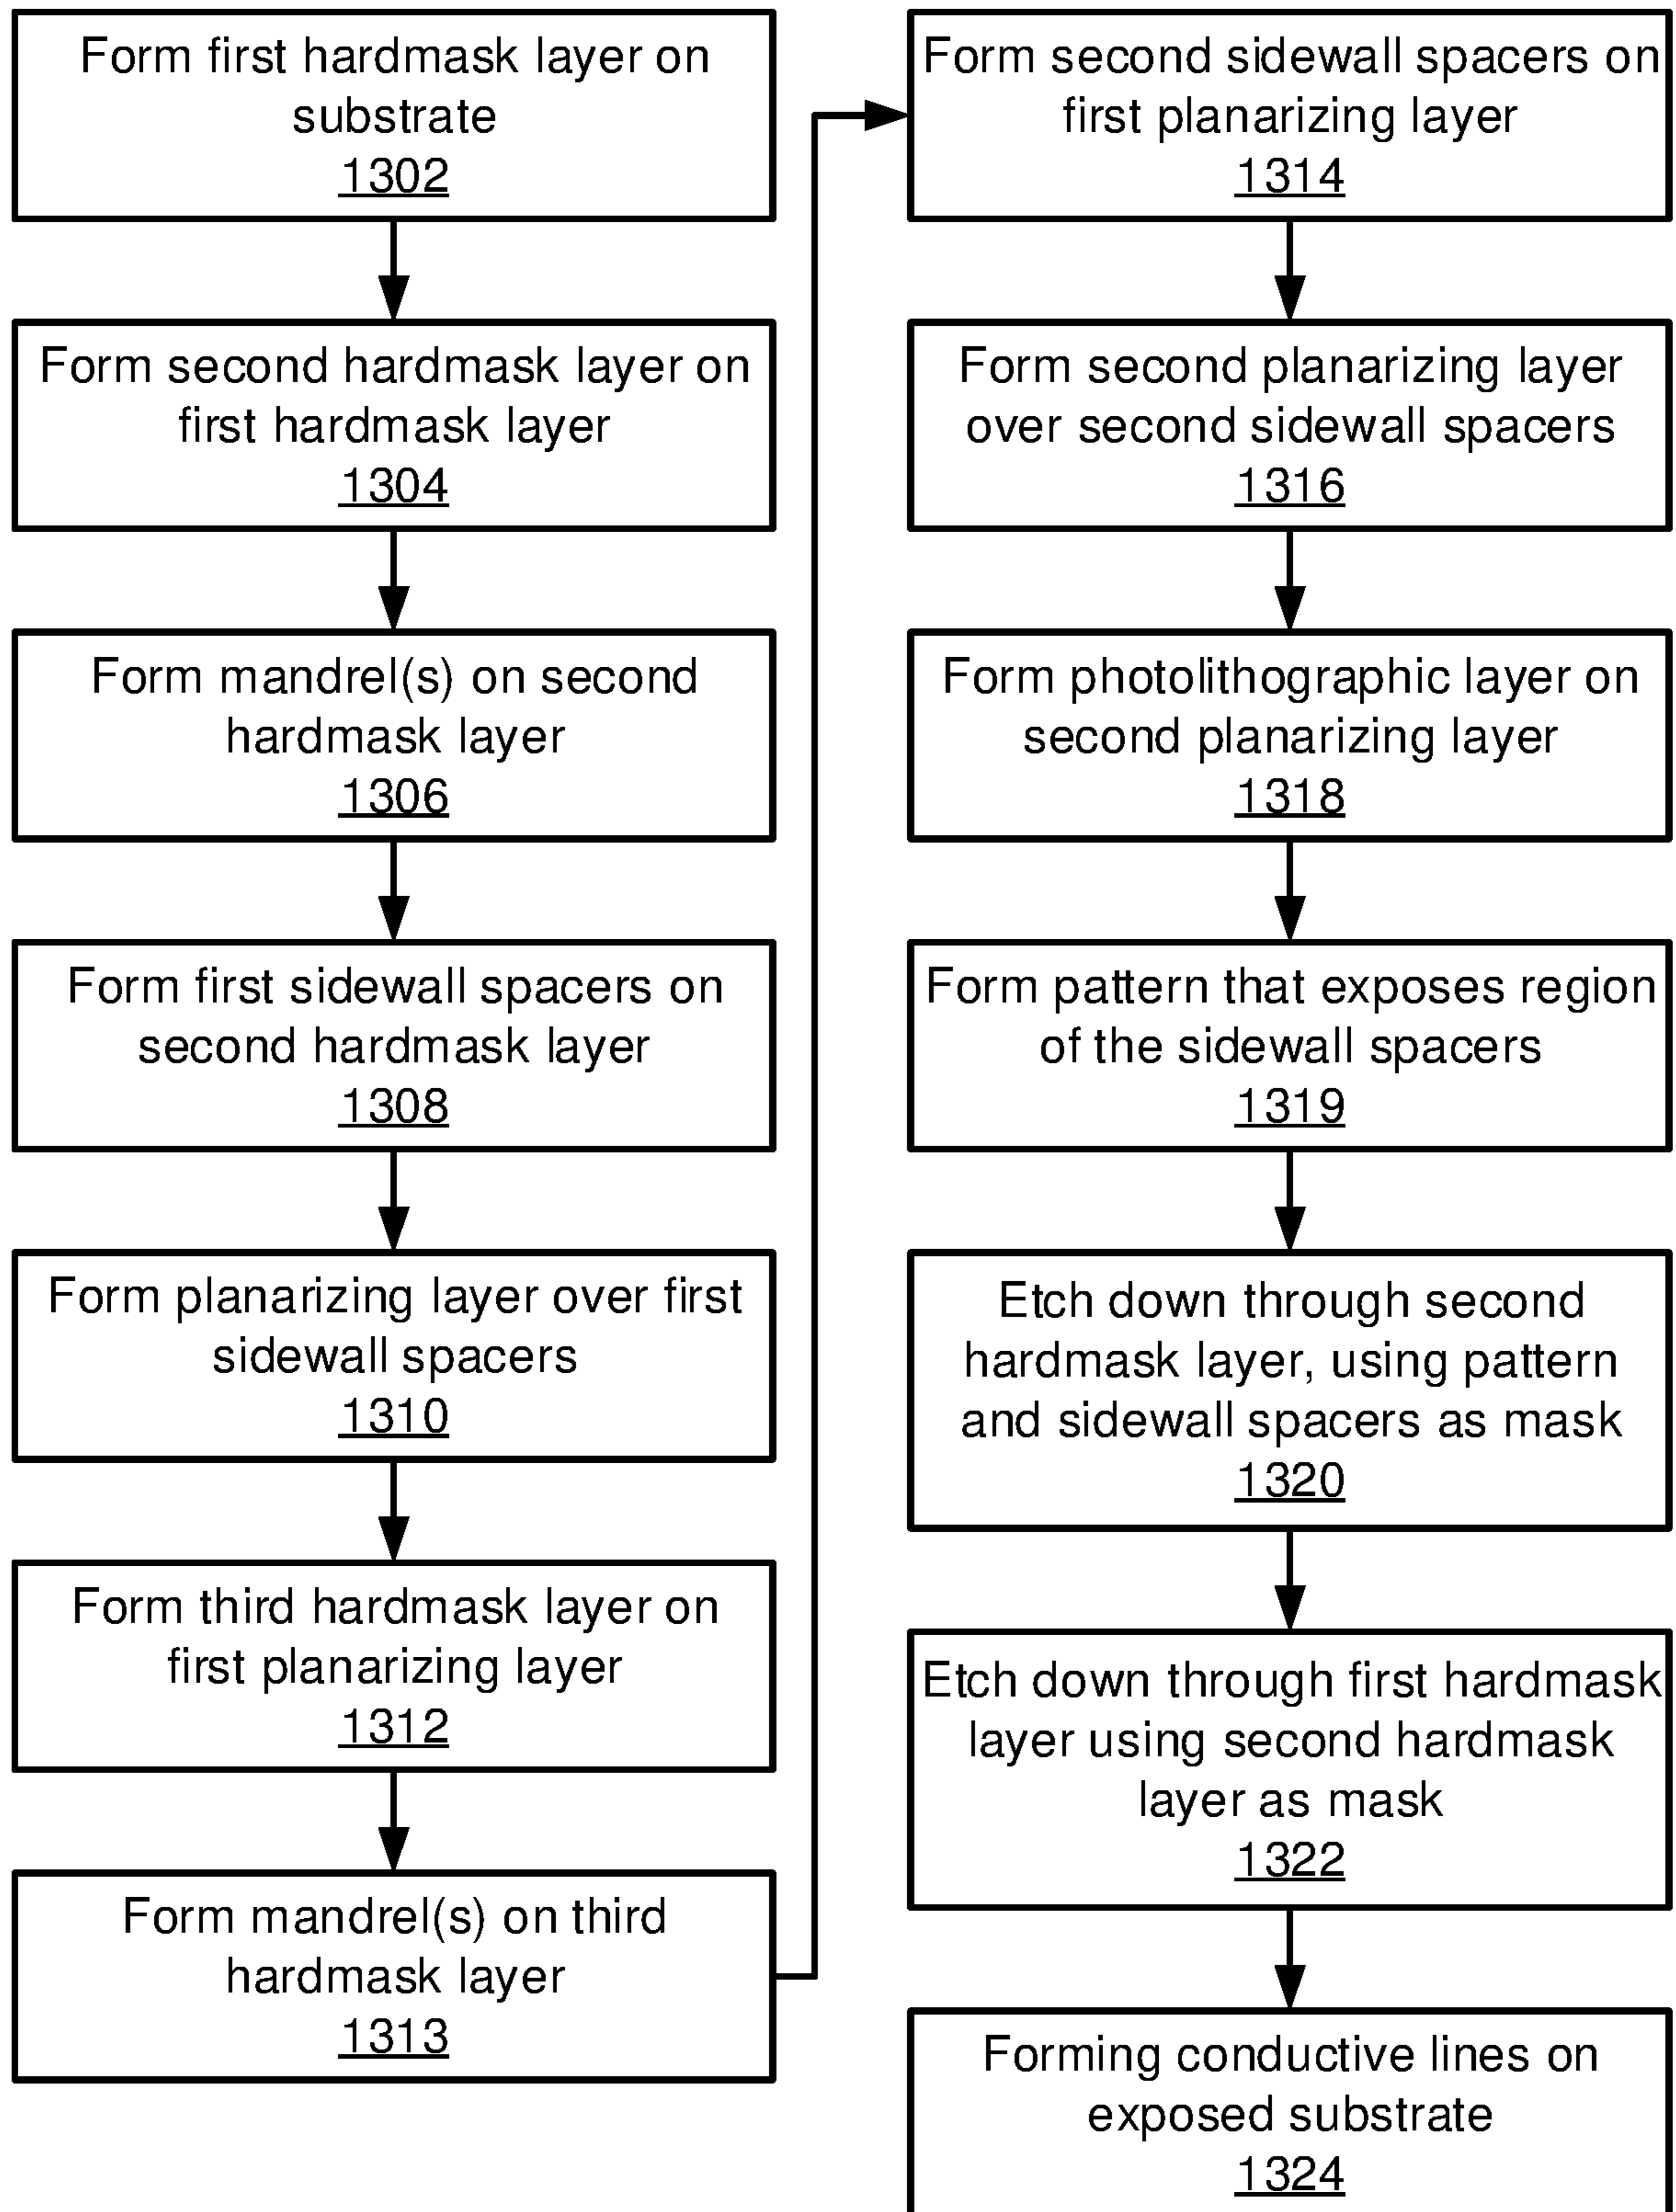 Form first hardmask layer on
substrate
1302
Form second hardmask layer on
first hardmask layer
1304
Form mandrel(s) on second
hardmask layer
1306
Form first sidewall spacers on
second hardmask layer
1308
Form planarizing layer over first
sidewall spacers
1310
Form third hardmask layer on
first planarizing layer
1312
Form mandrel(s) on third
hardmask layer
1313
Form second sidewall spacers on
first planarizing layer
1314
Form second planarizing layer
over second sidewall spacers
1316
Form photolithographic layer on
second planarizing layer
1318
Form pattern that exposes region
of the sidewall spacers
1319
Etch down through second
hardmask layer, using pattern
and sidewall spacers as mask
1320
Etch down through first hardmask
layer using second hardmask
layer as mask
1322
Forming conductive lines on
exposed substrate
1324